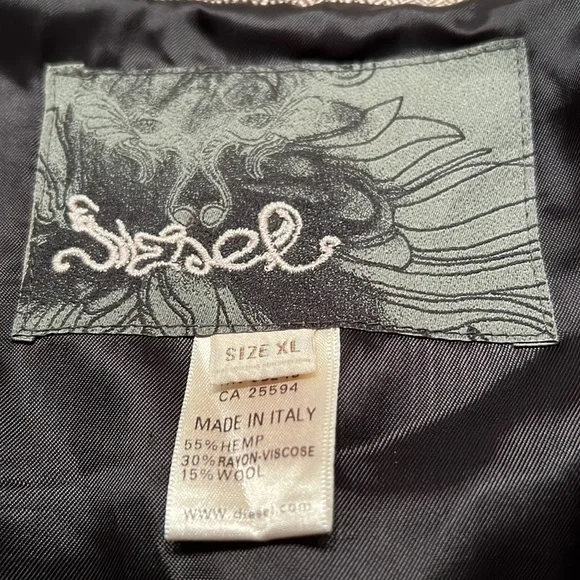 Diesel
SIZE XL
CA 25594
MADE IN ITALY
55% HEMP
30% RAYON-VISCOSE
15% WOOL
www.diesel.com